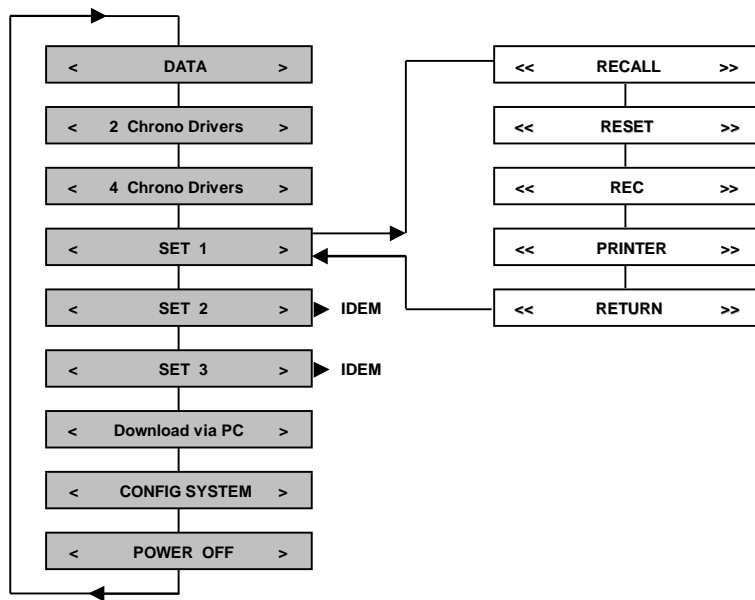 < DATA >
< 2 Chrono Drivers >
< 4 Chrono Drivers >
< SET 1 >
< SET 2 > IDEM
< SET 3 > IDEM
< Download via PC >
< CONFIG SYSTEM >
< POWER OFF >
<< RECALL >>
<< RESET >>
<< REC >>
<< PRINTER >>
<< RETURN >>